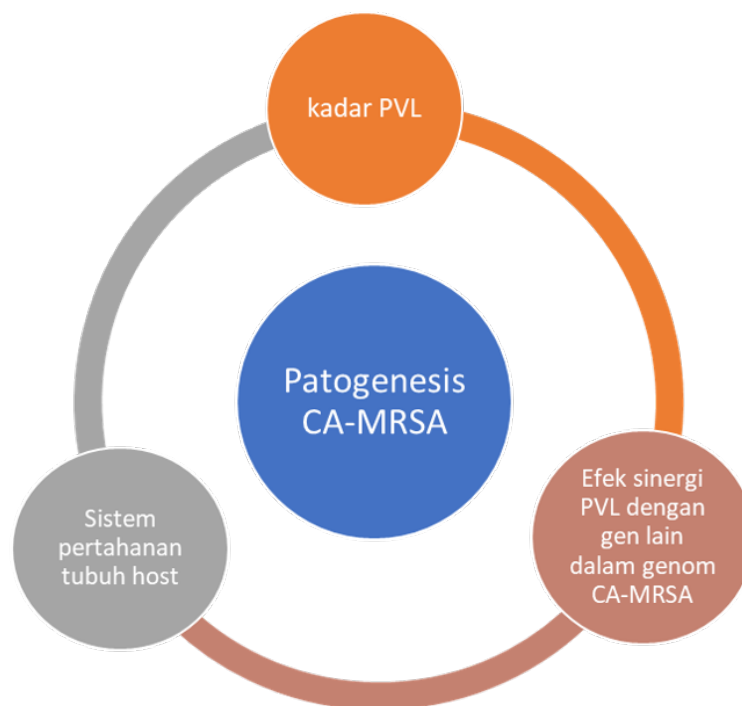 kadar PVL
Patogenesis
CA-MRSA
Efek sinergi
PVL dengan
gen lain
dalam genom
CA-MRSA
Sistem
pertahanan
tubuh host